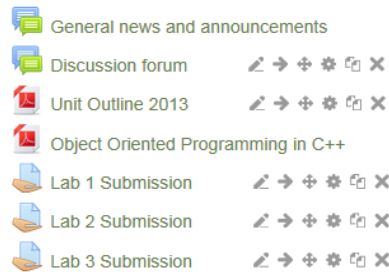 General news and announcements
Discussion forum
Unit Outline 2013
Object Oriented Programming in C++
Lab 1 Submission
Lab 2 Submission
Lab 3 Submission